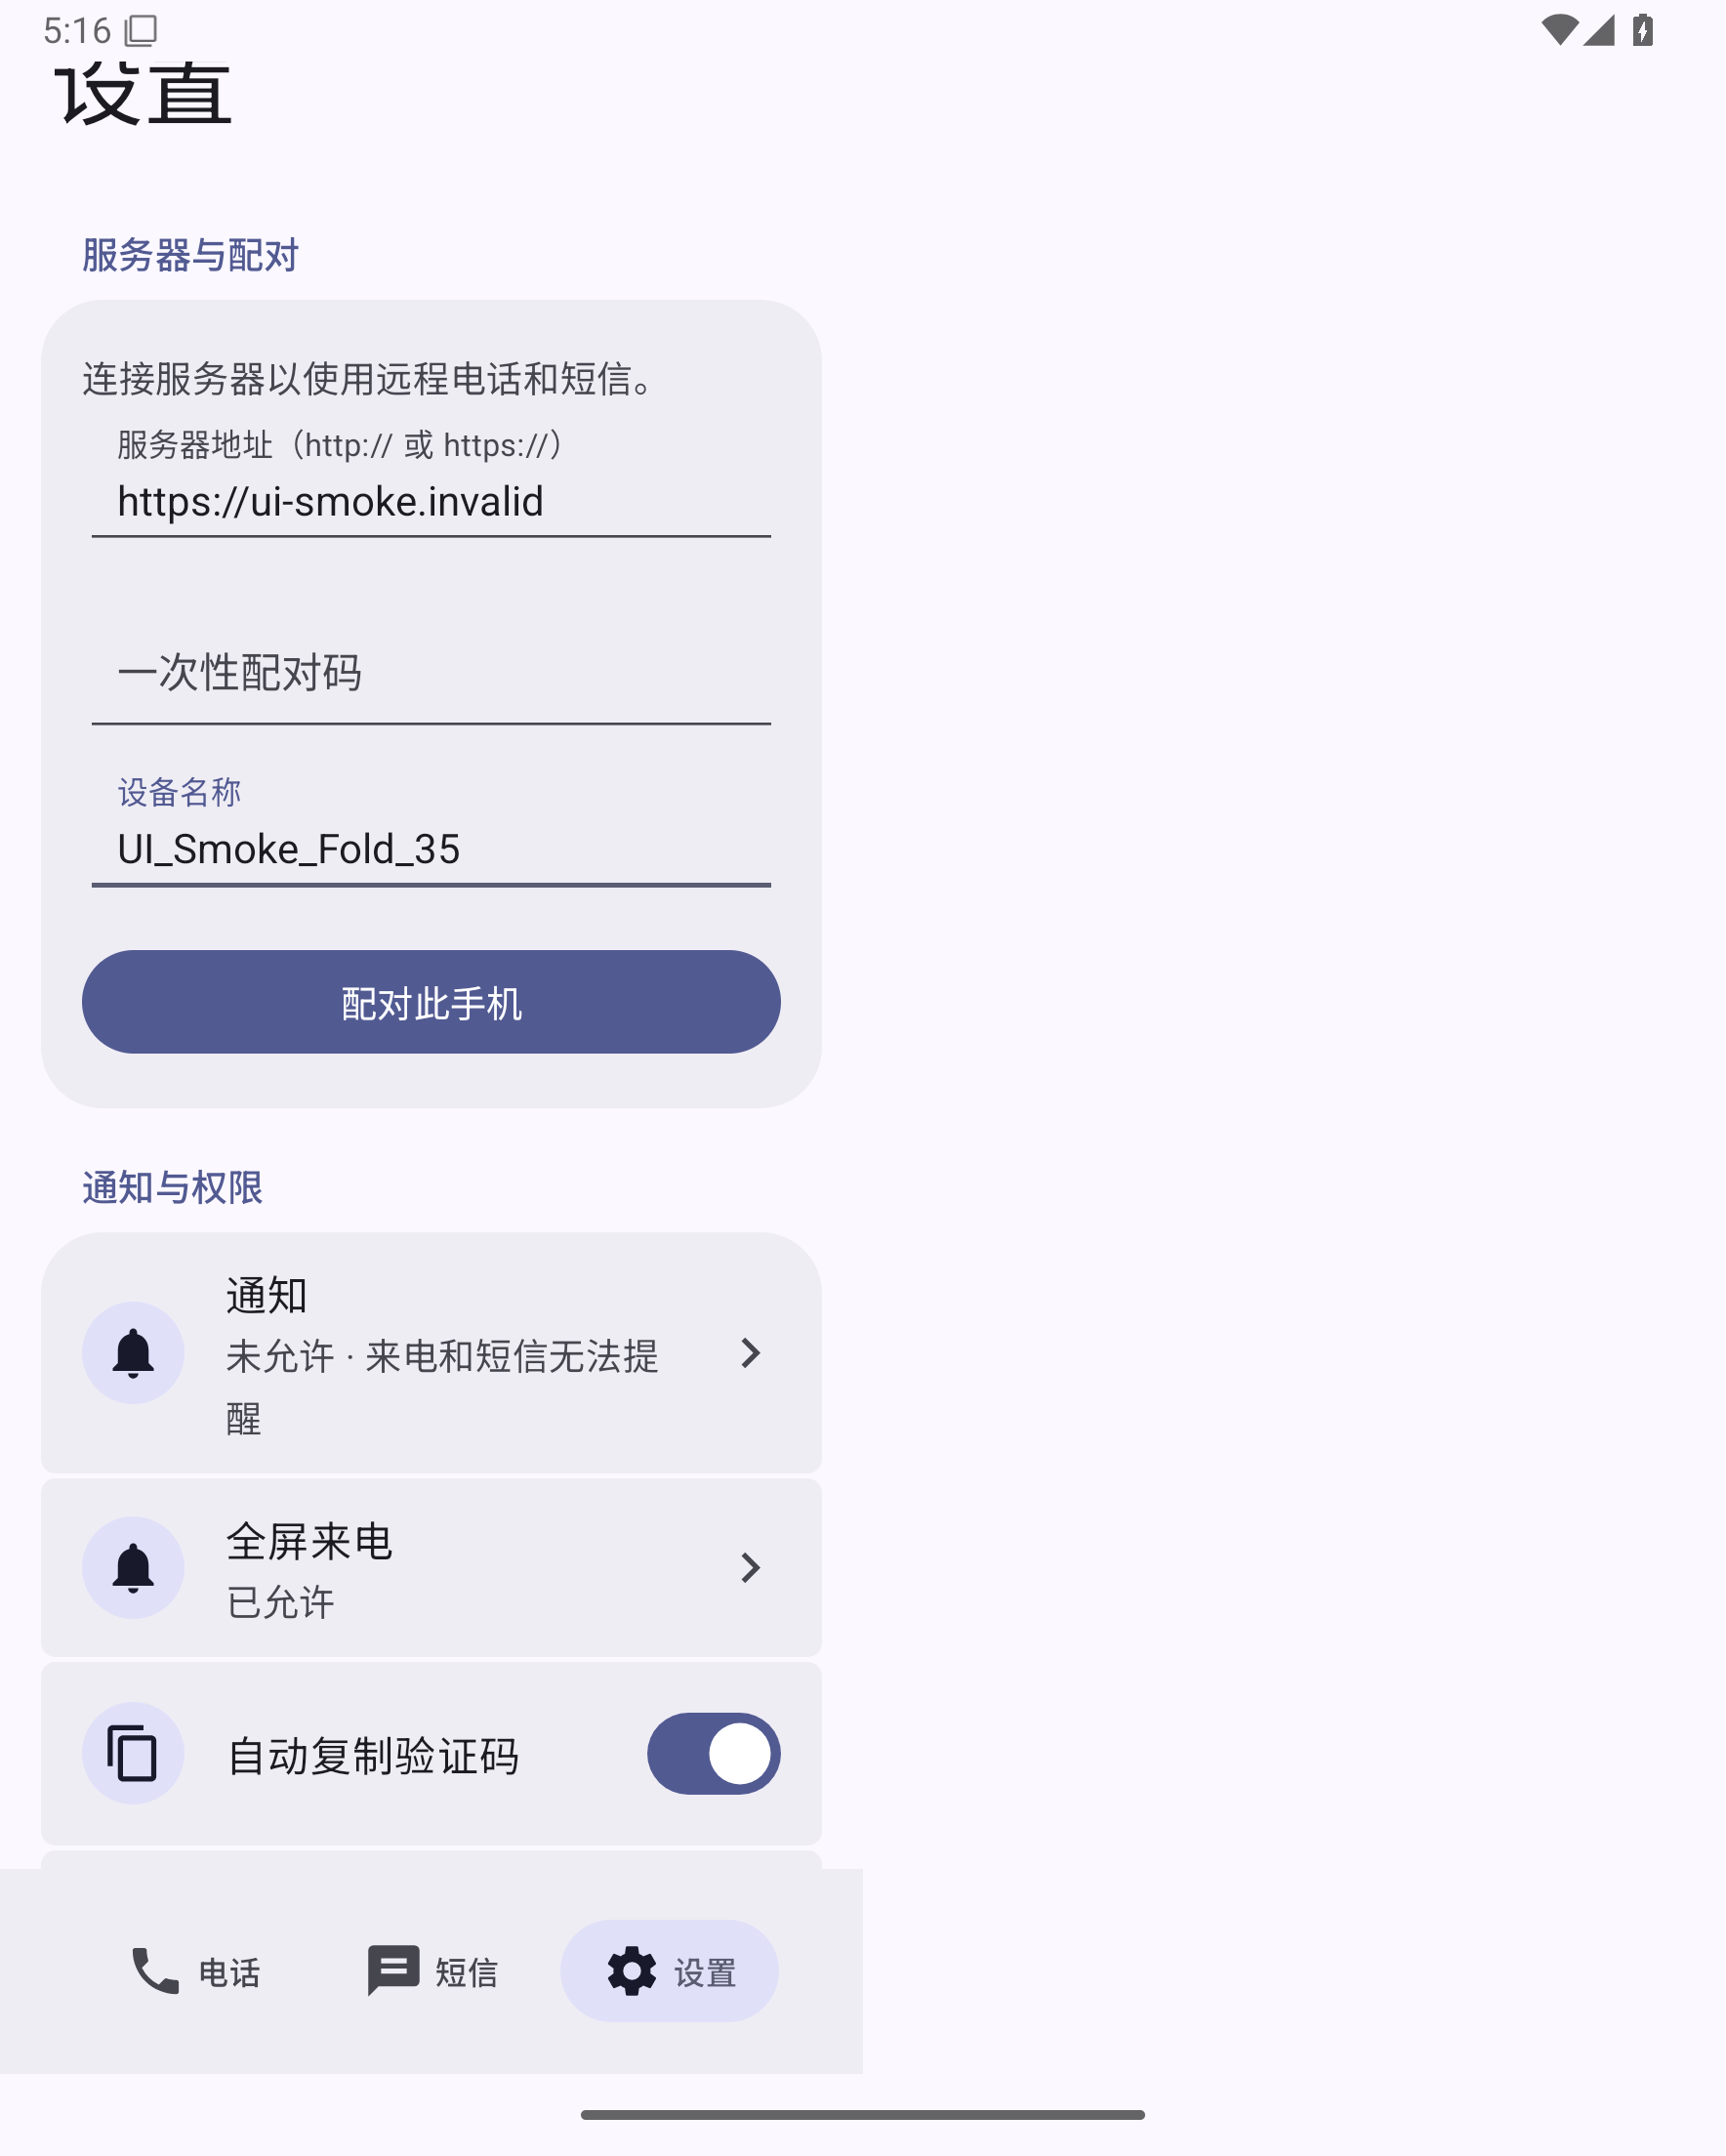 5:16
设置
服务器与配对
连接服务器以使用远程电话和短信。
服务器地址（http:// 或 https://）
https://ui-smoke.invalid
一次性配对码
设备名称
UI_Smoke_Fold_35
配对此手机
通知与权限
通知
未允许 · 来电和短信无法提
醒
全屏来电
已允许
自动复制验证码
电话
短信
设置